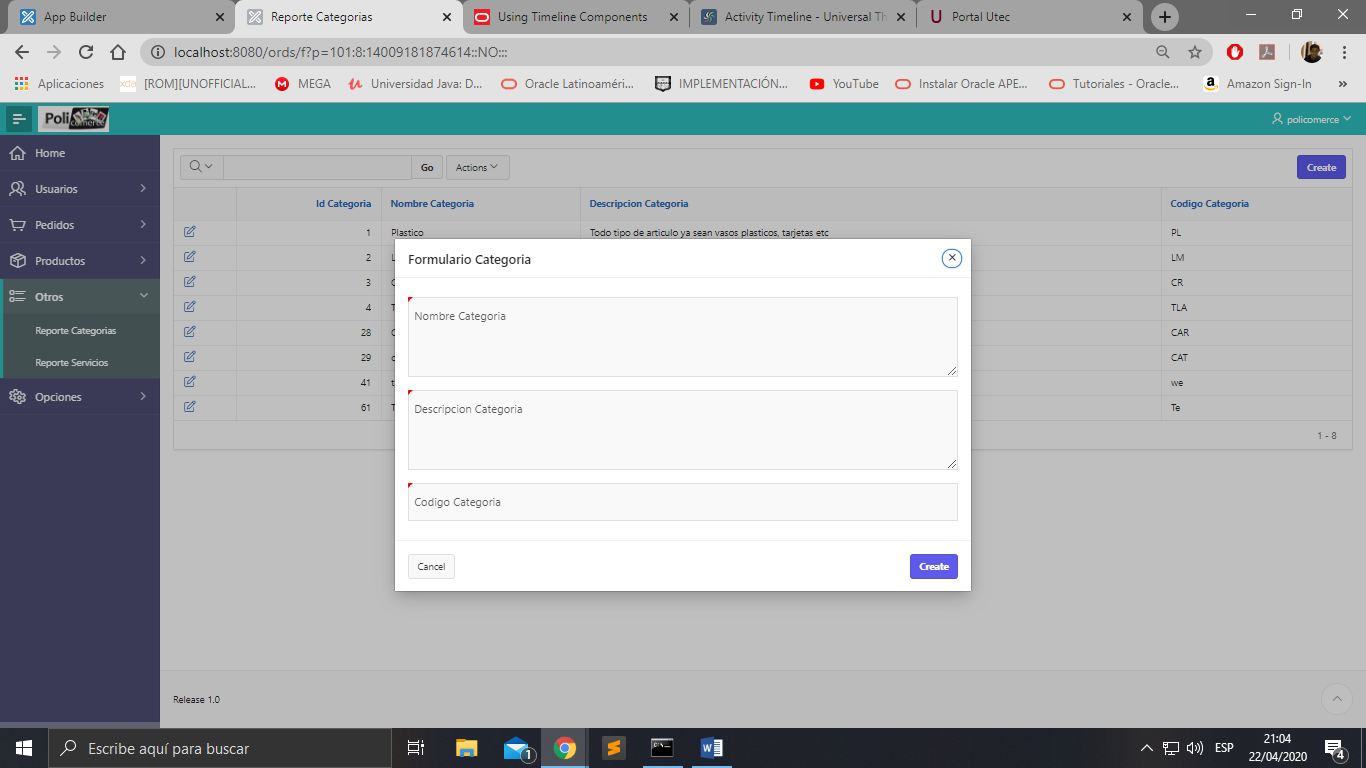 App Builder
Reporte Categorias
Using Timeline Components
Activity Timeline - Universal Th
Portal Utec
localhost:8080/ords/f?p=101:8:14009181874614::NO:::
Aplicaciones
[ROM][UNOFFICIAL...
MEGA
Universidad Java: D...
Oracle Latinoaméri...
IMPLEMENTACIÓN...
YouTube
Instalar Oracle APE...
Tutoriales - Oracle...
Amazon Sign-In
»
Poli comerce
policomerce
Home
Usuarios
Pedidos
Productos
Otros
Reporte Categorias
Reporte Servicios
Opciones
Go
Actions
Create
Id Categoria Nombre Categoria Descripcion Categoria Codigo Categoria
1 Plastico Todo tipo de articulo ya sean vasos plasticos, tarjetas etc PL
2 LM
3 CR
4 TLA
28 CAR
29 CAT
41 we
61 Te
1 - 8
Formulario Categoria
Nombre Categoria
Descripcion Categoria
Codigo Categoria
Cancel
Create
Release 1.0
Escribe aquí para buscar
1
ESP
21:04
22/04/2020
4